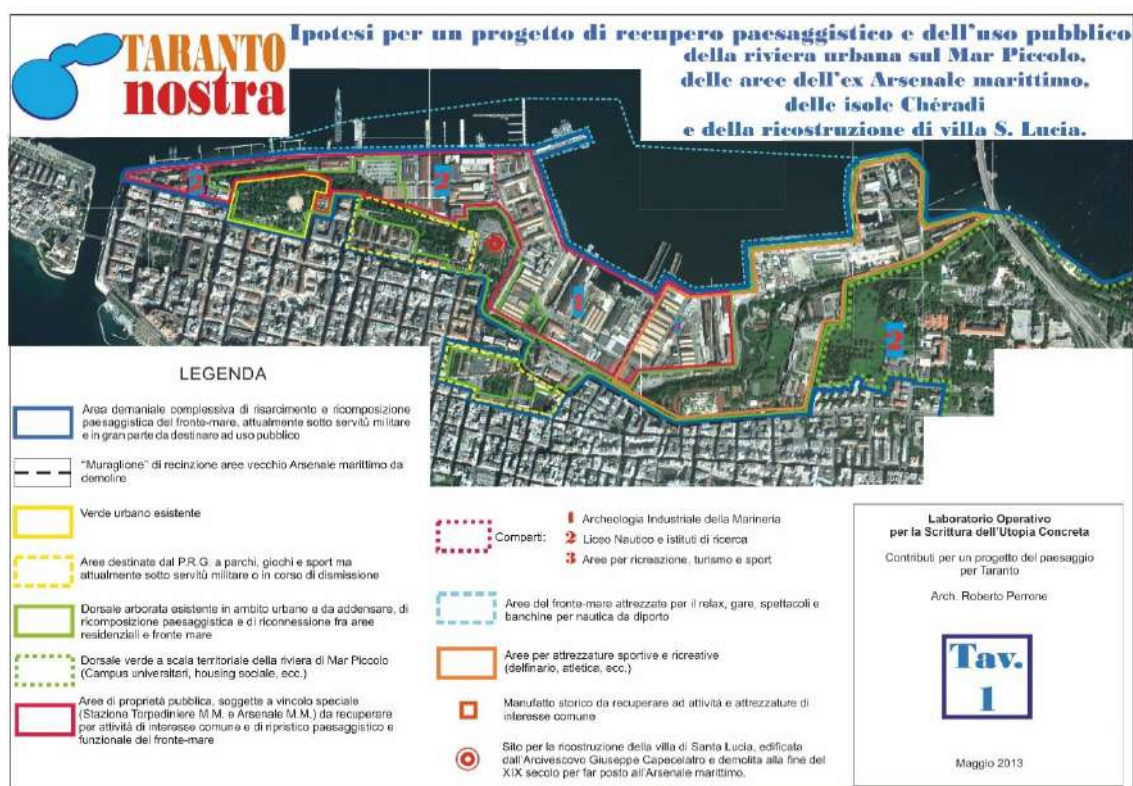 TARANTO
nostra
Ipotesi per un progetto di recupero paesaggistico e dell'uso pubblico
della riviera urbana sul Mar Piccolo,
delle aree dell'ex Arsenale marittimo,
delle isole Chéradi
e della ricostruzione di villa S. Lucia.
3
2
1
2
LEGENDA
Area demaniale complessiva di risarcimento e ricomposizione
paesaggistica del fronte-mare, attualmente sotto servitù militare
e in gran parte da destinare ad uso pubblico
"Muraglione" di recinzione aree vecchio Arsenale marittimo da
demolire
Verde urbano esistente
Aree destinate dal P.R.G. a parchi, giochi e sport ma
attualmente sotto servitù militare o in corso di dismissione
Dorsale arborata esistente in ambito urbano e da addensare, di
ricomposizione paesaggistica e di riconnessione fra aree
residenziali e fronte mare
Dorsale verde a scala territoriale della riviera di Mar Piccolo
(Campus universitari, housing sociale, ecc.)
Aree di proprietà pubblica, soggette a vincolo speciale
(Stazione Torpediniere M.M. e Arsenale M.M.) da recuperare
per attività di interesse comune e di ripristico paesaggistico e
funzionale del fronte-mare
Comparti:
1 Archeologia Industriale della Marineria
2 Liceo Nautico e istituti di ricerca
3 Aree per ricreazione, turismo e sport
Aree del fronte-mare attrezzate per il relax, gare, spettacoli e
banchine per nautica da diporto
Aree per attrezzature sportive e ricreative
(delfinario, atletica, ecc.)
Manufatto storico da recuperare ad attività e attrezzature di
interesse comune
Sito per la ricostruzione della villa di Santa Lucia, edificata
dall'Arcivescovo Giuseppe Capecelatro e demolita alla fine del
XIX secolo per far posto all'Arsenale marittimo.
Laboratorio Operativo
per la Scrittura dell'Utopia Concreta
Contributi per un progetto del paesaggio
per Taranto
Arch. Roberto Perrone
Tav.
1
Maggio 2013